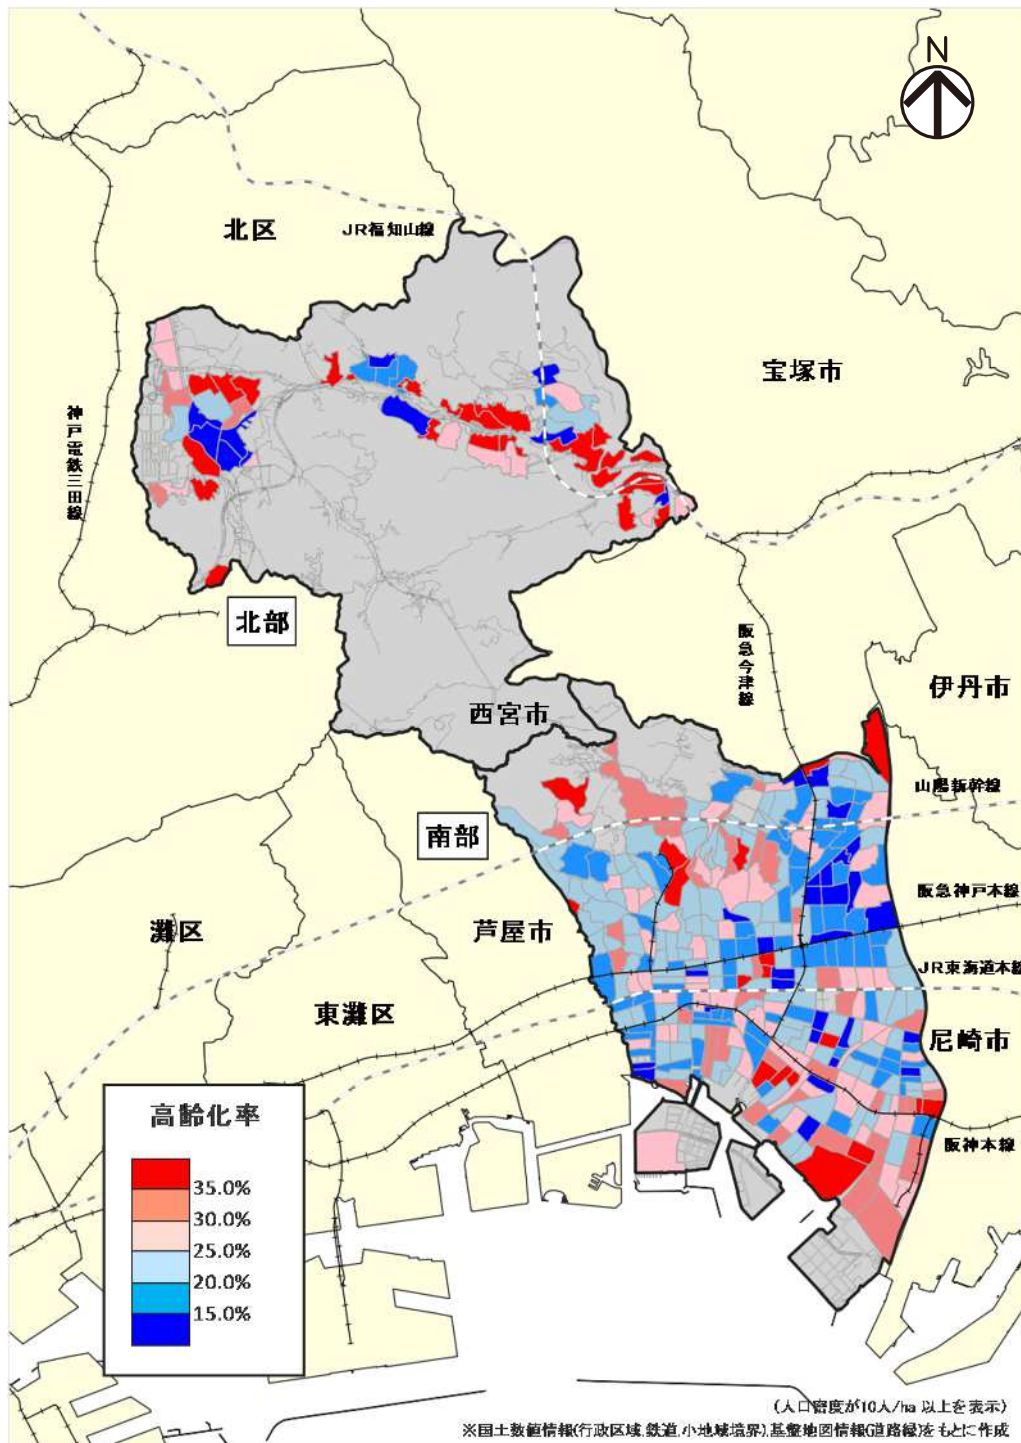 N
北区
JR福知山線
宝塚市
神戸電鉄三田線
北部
阪急今津線
伊丹市
西宮市
山陽新幹線
南部
阪急神戸本線
灘区
芦屋市
JR東海道本線
東灘区
尼崎市
高齢化率
阪神本線
35.0%
30.0%
25.0%
20.0%
15.0%
(人口密度が10人/ha 以上を表示)
※国土数値情報(行政区域,鉄道,小地域境界),基盤地図情報(道路縁)をもとに作成